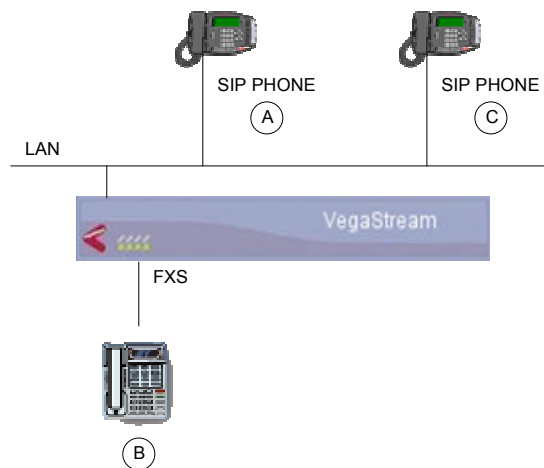 SIP PHONE
A
SIP PHONE
C
LAN
VegaStream
FXS
B